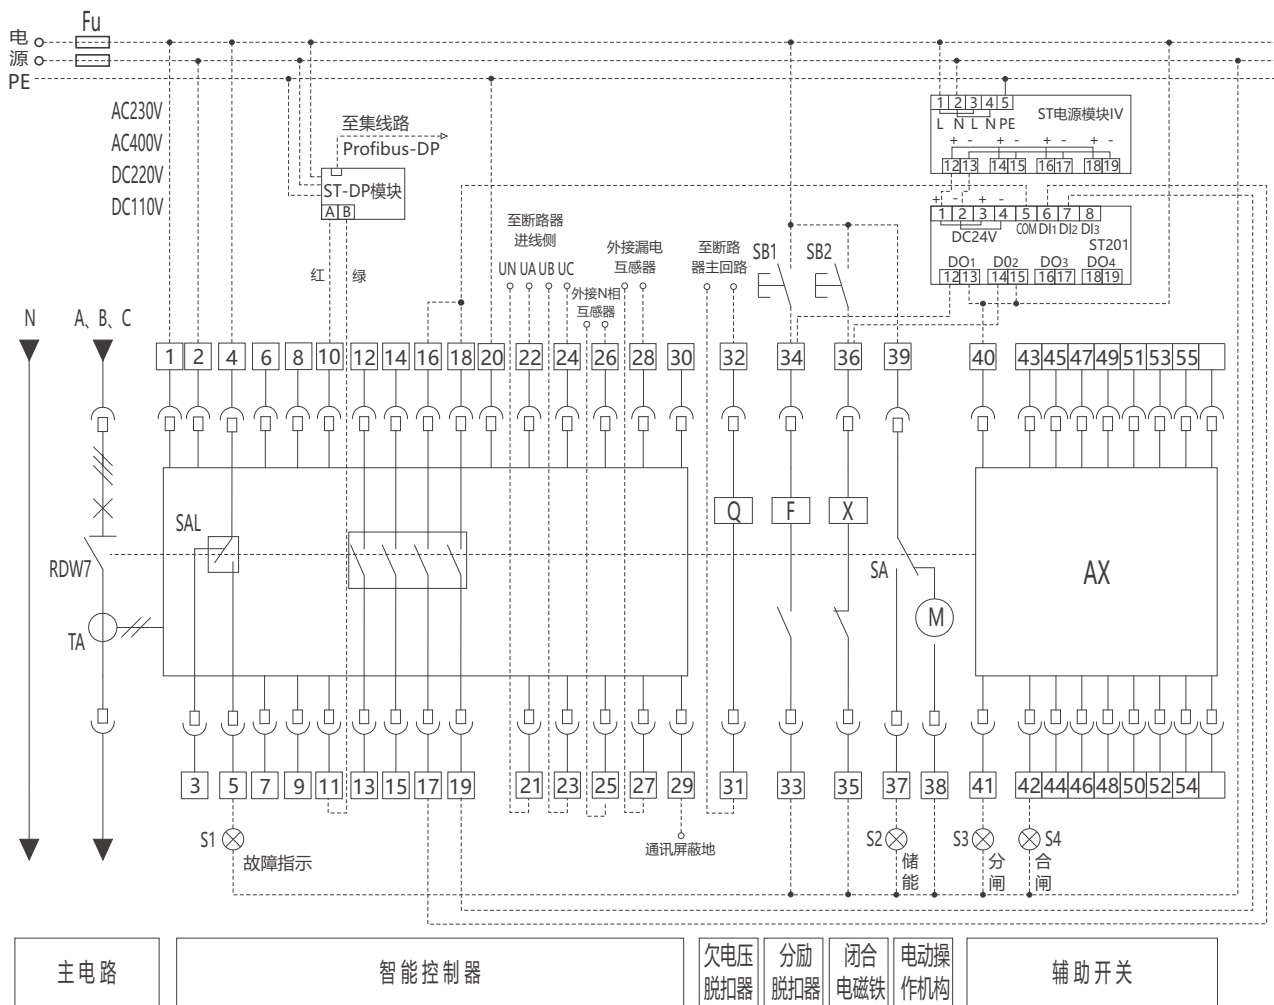 Fu
电
源
PE
AC230V
AC400V
DC220V
DC110V
至集线路
Profibus-DP
ST-DP模块
A B
红 绿
1 2 3 4 5
L N L N PE
ST电源模块IV
+ - + - + - + -
12 13 14 15 16 17 18 19
+ - + -
1 2 3 4 5 6 7 8
DC24V
COM DI1 DI2 DI3
ST201
DO1 DO2 DO3 DO4
12 13 14 15 16 17 18 19
至断路器
进线侧
UN UA UB UC
外接N相
互感器
外接漏电
互感器
至断路
器主回路
SB1
SB2
N
A、B、C
1 2 4 6 8 10 12 14 16 18 20 22 24 26 28 30 32 34 36 39 40 43 45 47 49 51 53 55
Q F X
SAL
RDW7
TA
SA
M
AX
3 5 7 9 11 13 15 17 19 21 23 25 27 29 31 33 35 37 38 41 42 44 46 48 50 52 54
S1
故障指示
通讯屏蔽地
S2
储
能
S3
分
闸
S4
合
闸
主电路
智能控制器
欠电压
脱扣器
分励
脱扣器
闭合
电磁铁
电动操
作机构
辅助开关